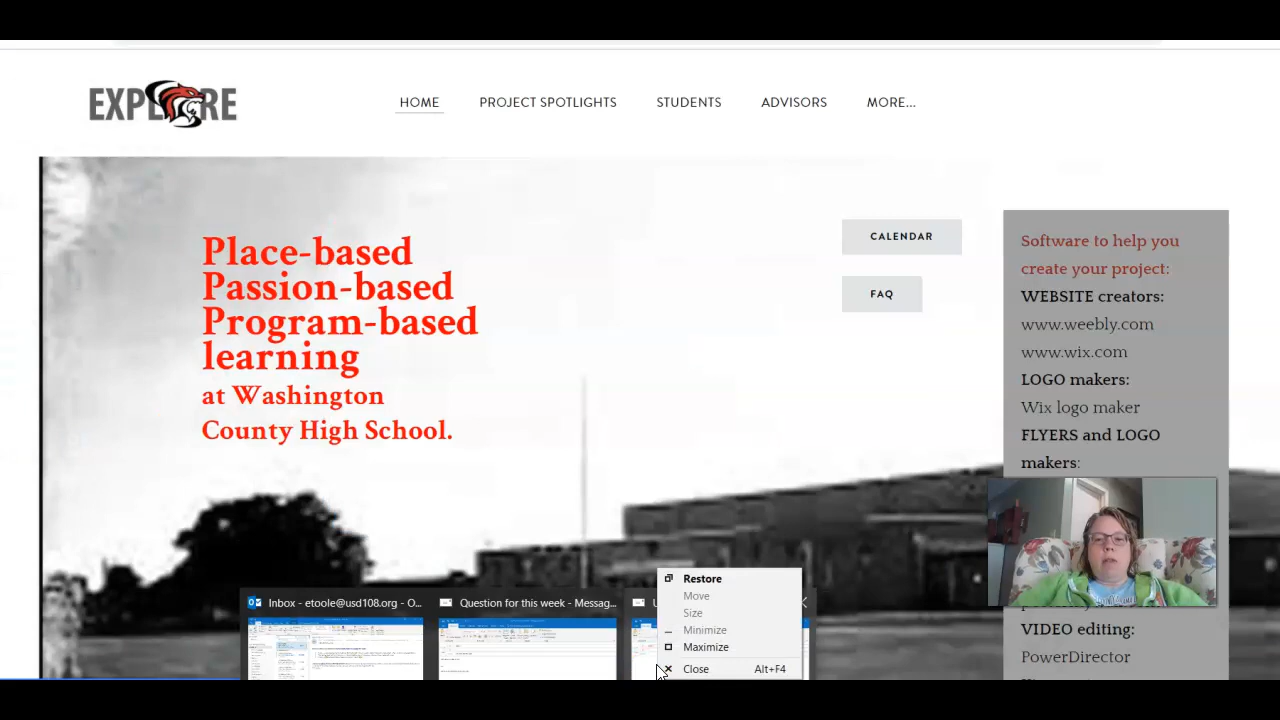 EXPLORE
HOME
PROJECT SPOTLIGHTS
STUDENTS
ADVISORS
MORE...
Place-based
Passion-based
Program-based
learning
at Washington
County High School.
CALENDAR
FAQ
Software to help you
create your project:
WEBSITE creators:
www.weebly.com
www.wix.com
LOGO makers:
Wix logo maker
FLYERS and LOGO
makers:
VIDEO editing:
PowerDirector
Inbox - etoole@usd108.org - O...
Question for this week - Messag...
U
Restore
Move
Size
Minimize
Maximize
Close Alt+F4